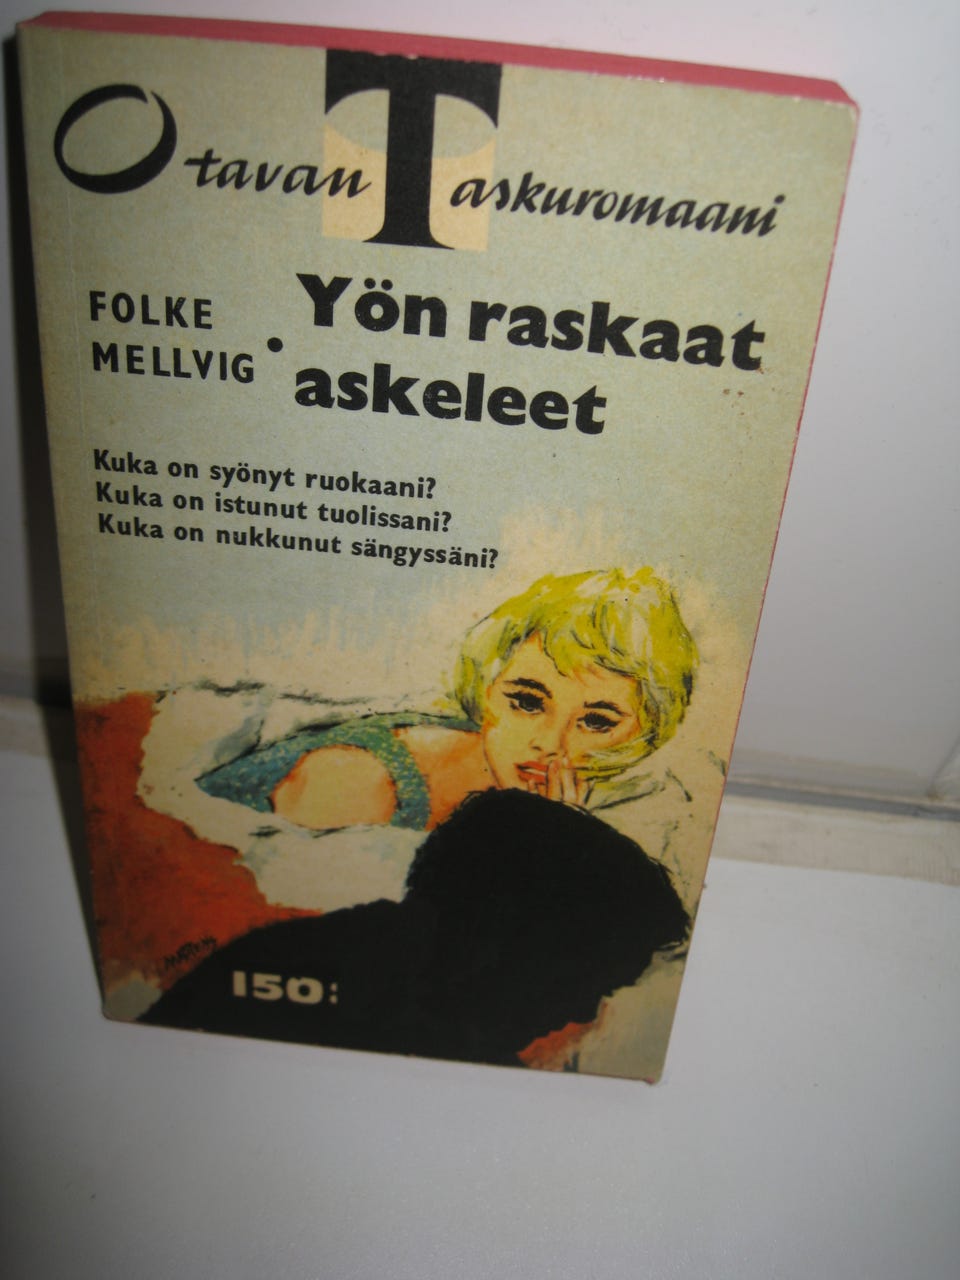 Otavan Taskuromaani
FOLKE
MELLVIG •
Yön raskaat
askeleet
Kuka on syönyt ruokaani?
Kuka on istunut tuolissani?
Kuka on nukkunut sängyssäni?
150: